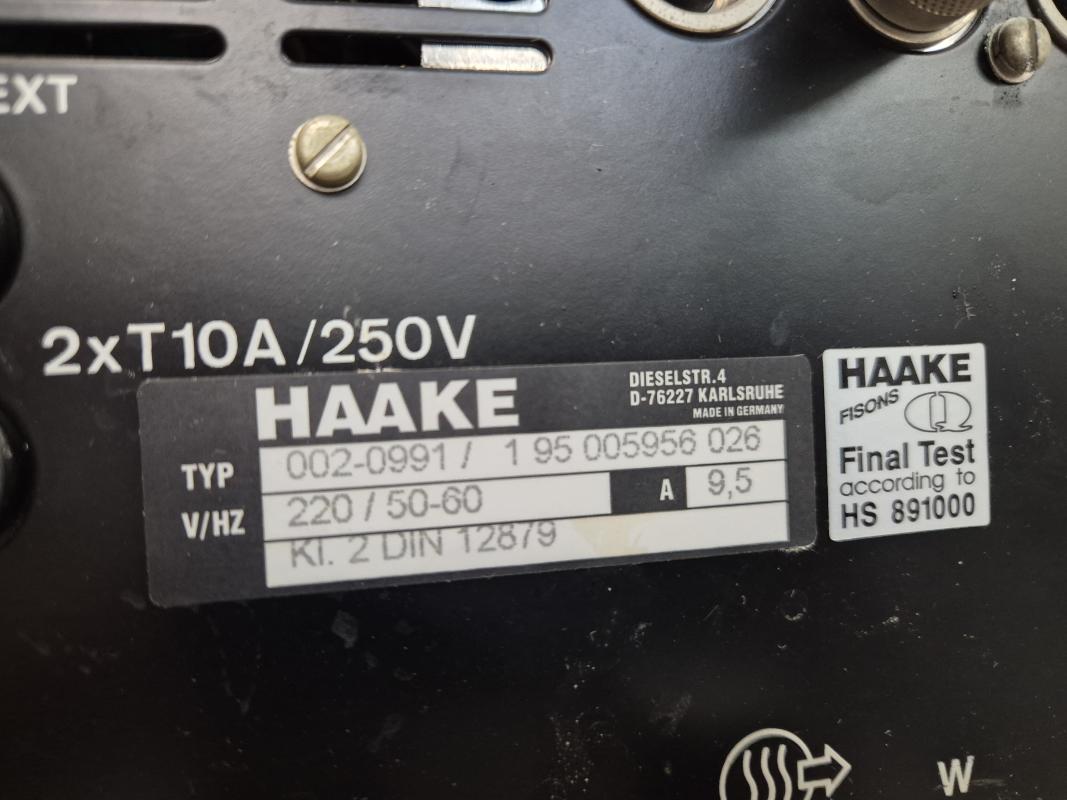 EXT
2xT10A/250V
HAAKE
DIESELSTR.4
D-76227 KARLSRUHE
MADE IN GERMANY
TYP 002-0991 / 1 95 005956 026
V/HZ 220 / 50-60 A 9,5
Kl. 2 DIN 12879
HAAKE
FISONS Q
Final Test
according to
HS 891000
W